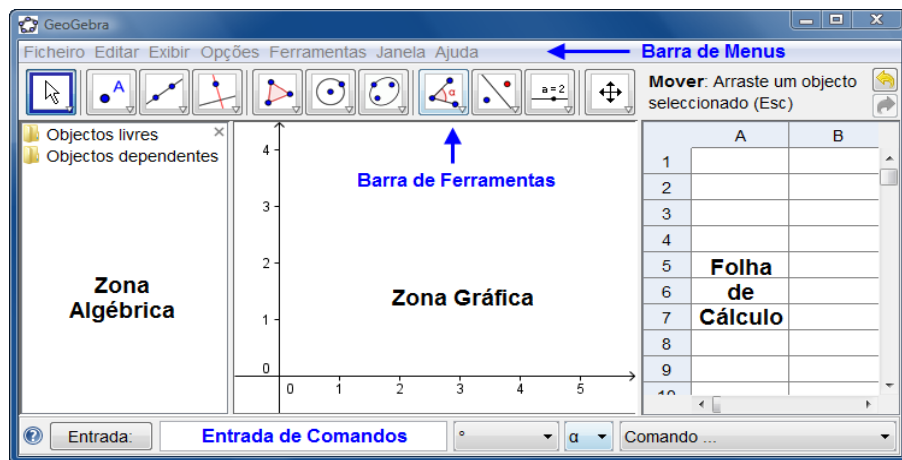 GeoGebra
Ficheiro Editar Exibir Opções Ferramentas Janela Ajuda
Barra de Menus
A
α
a=2
Mover: Arraste um objecto
seleccionado (Esc)
Objectos livres
Objectos dependentes
Zona
Algébrica
4
3
2
1
0
0 1 2 3 4 5
Barra de Ferramentas
Zona Gráfica
A B
1
2
3
4
5 Folha
6 de
7 Cálculo
8
9
10
Entrada:
Entrada de Comandos
°
α
Comando ...